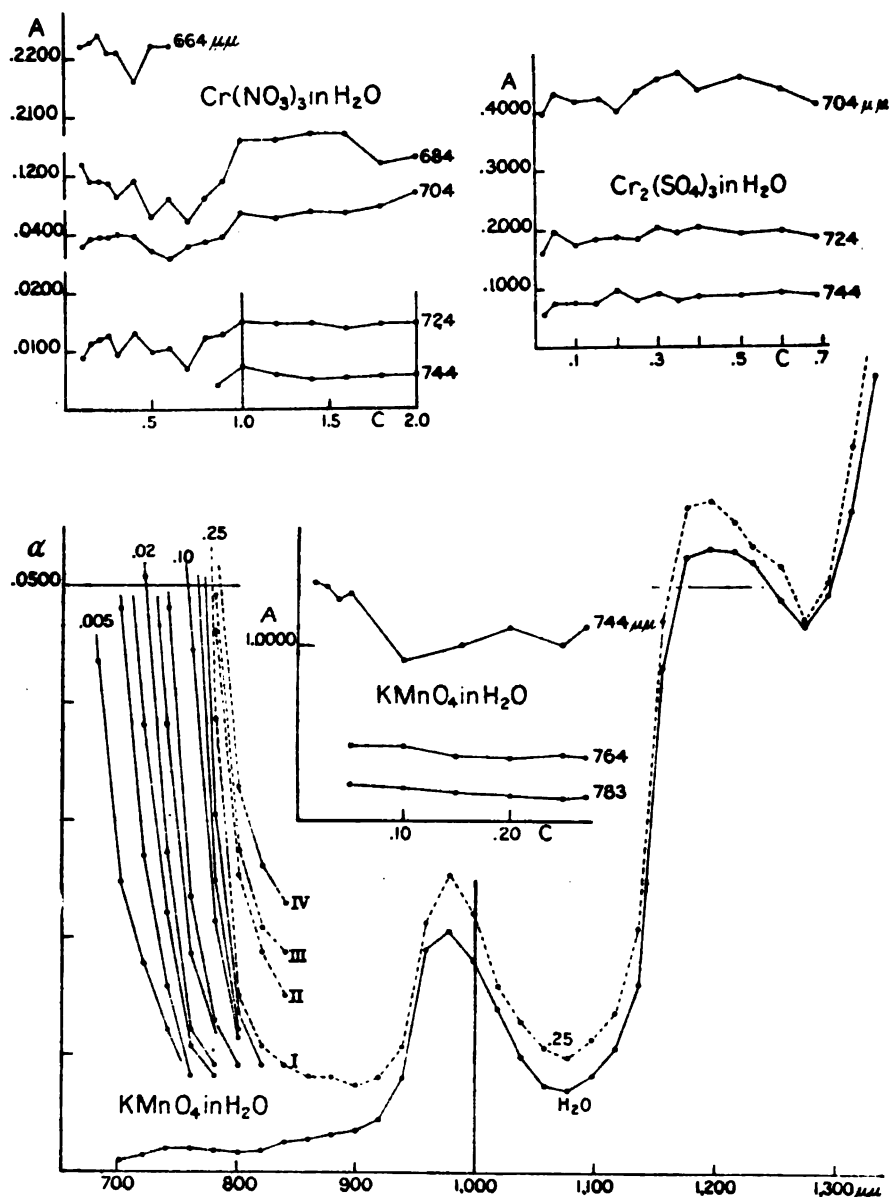 A
664 μμ
.2200
Cr(NO₃)₃ in H₂O
.2100
.1200
684
704
.0400
.0200
724
.0100
744
.5
1.0
1.5
C
2.0
A
.4000
704 μμ
.3000
Cr₂(SO₄)₃ in H₂O
.2000
724
.1000
744
.1
.3
.5
C
.7
α
.0500
.005
.02
.10
.25
A
1.0000
744 μμ
KMnO₄ in H₂O
764
783
.10
.20
C
IV
III
II
I
.25
H₂O
KMnO₄ in H₂O
700
800
900
1,000
1,100
1,200
1,300 μμ